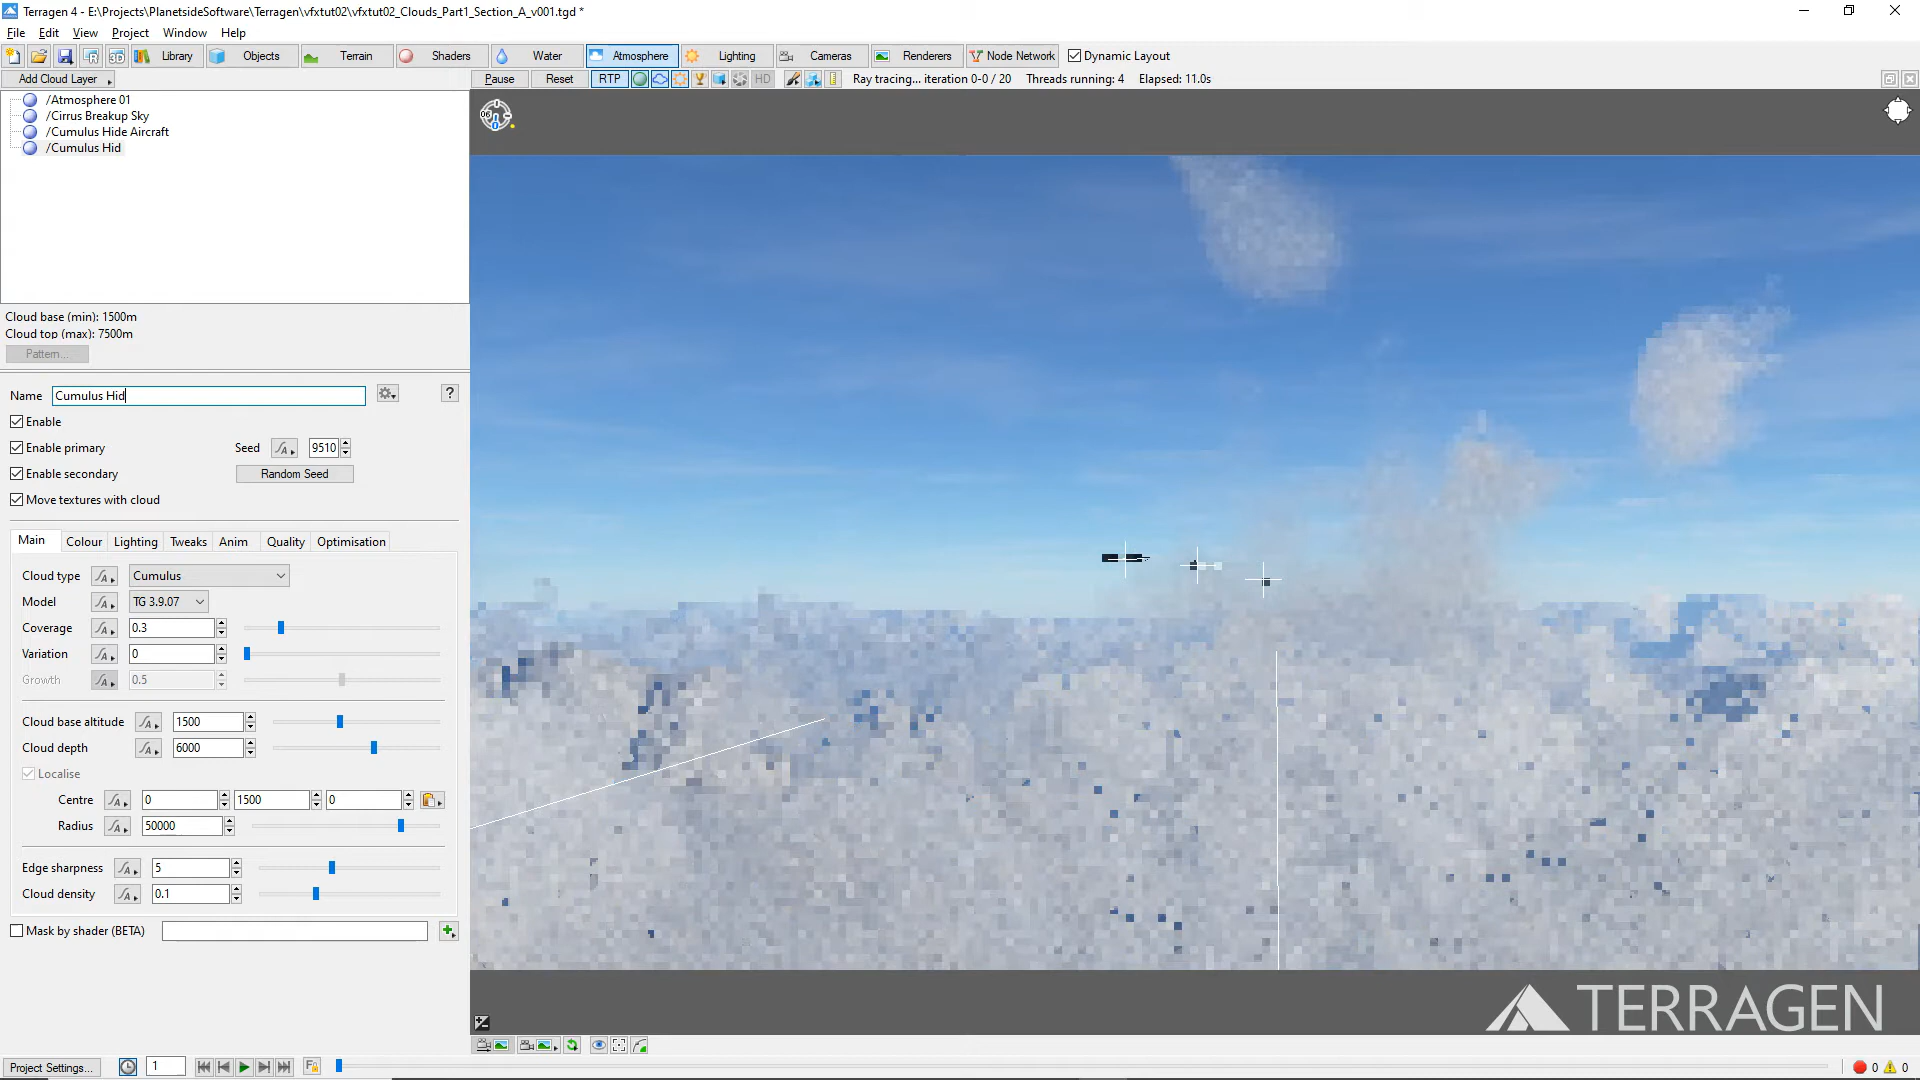 Terragen 4 - E:\Projects\PlanetsideSoftware\Terragen\vfxtut02\vfxtut02_Clouds_Part1_Section_A_v001.tgd *
File Edit View Project Window Help
Library Objects Terrain Shaders Water Atmosphere Lighting Cameras Renderers Node Network Dynamic Layout
Add Cloud Layer Pause Reset RTP HD Ray tracing... iteration 0-0 / 20 Threads running: 4 Elapsed: 11.0s
/Atmosphere 01
/Cirrus Breakup Sky
/Cumulus Hide Aircraft
/Cumulus Hid
Cloud base (min): 1500m
Cloud top (max): 7500m
Pattern...
Name Cumulus Hid ?
Enable
Enable primary Seed 9510
Enable secondary Random Seed
Move textures with cloud
Main Colour Lighting Tweaks Anim Quality Optimisation
Cloud type Cumulus
Model TG 3.9.07
Coverage 0.3
Variation 0
Growth 0.5
Cloud base altitude 1500
Cloud depth 6000
Localise
Centre 0 1500 0
Radius 50000
Edge sharpness 5
Cloud density 0.1
Mask by shader (BETA)
TERRAGEN
Project Settings... 1 0 0